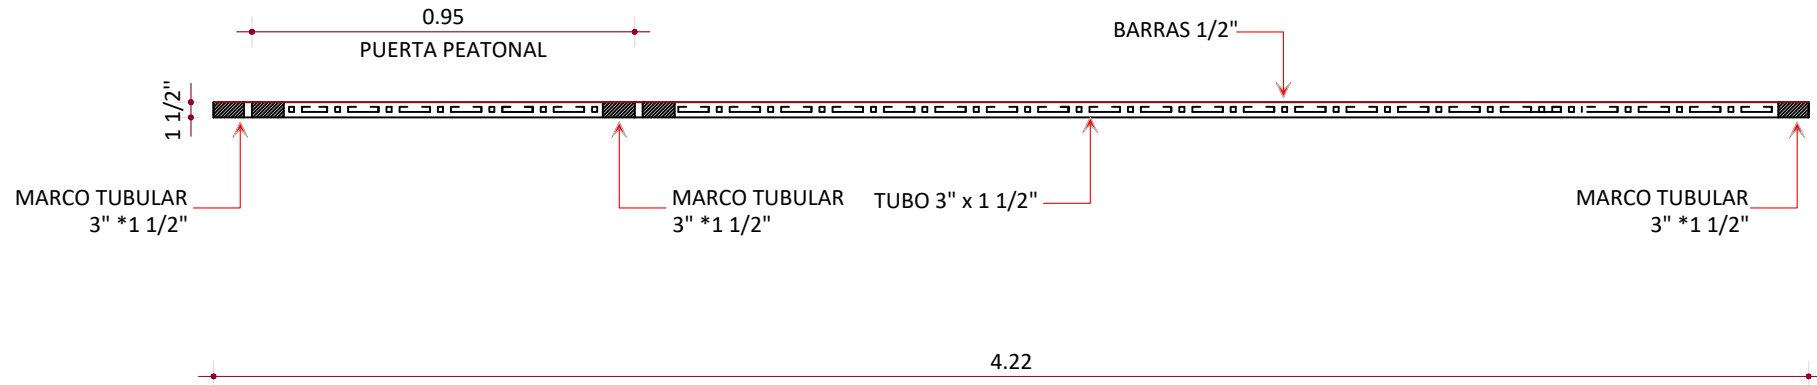 0.95
PUERTA PEATONAL
BARRAS 1/2"
1 1/2"
MARCO TUBULAR
3" *1 1/2"
MARCO TUBULAR
3" *1 1/2"
TUBO 3" x 1 1/2"
MARCO TUBULAR
3" *1 1/2"
4.22